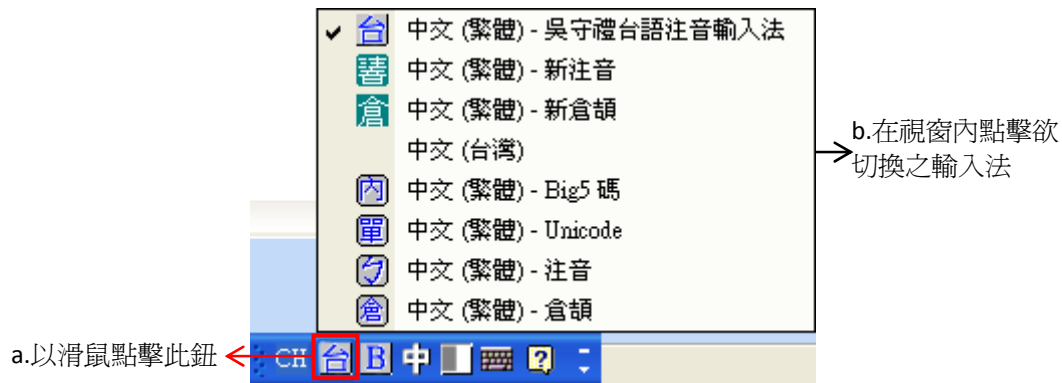 台 中文 (繁體) - 吳守禮台語注音輸入法
中文 (繁體) - 新注音
倉 中文 (繁體) - 新倉頡
中文 (台灣)
內 中文 (繁體) - Big5 碼
單 中文 (繁體) - Unicode
ㄅ 中文 (繁體) - 注音
倉 中文 (繁體) - 倉頡
b.在視窗內點擊欲
切換之輸入法
a.以滑鼠點擊此鈕
CH 台 B 中 ?